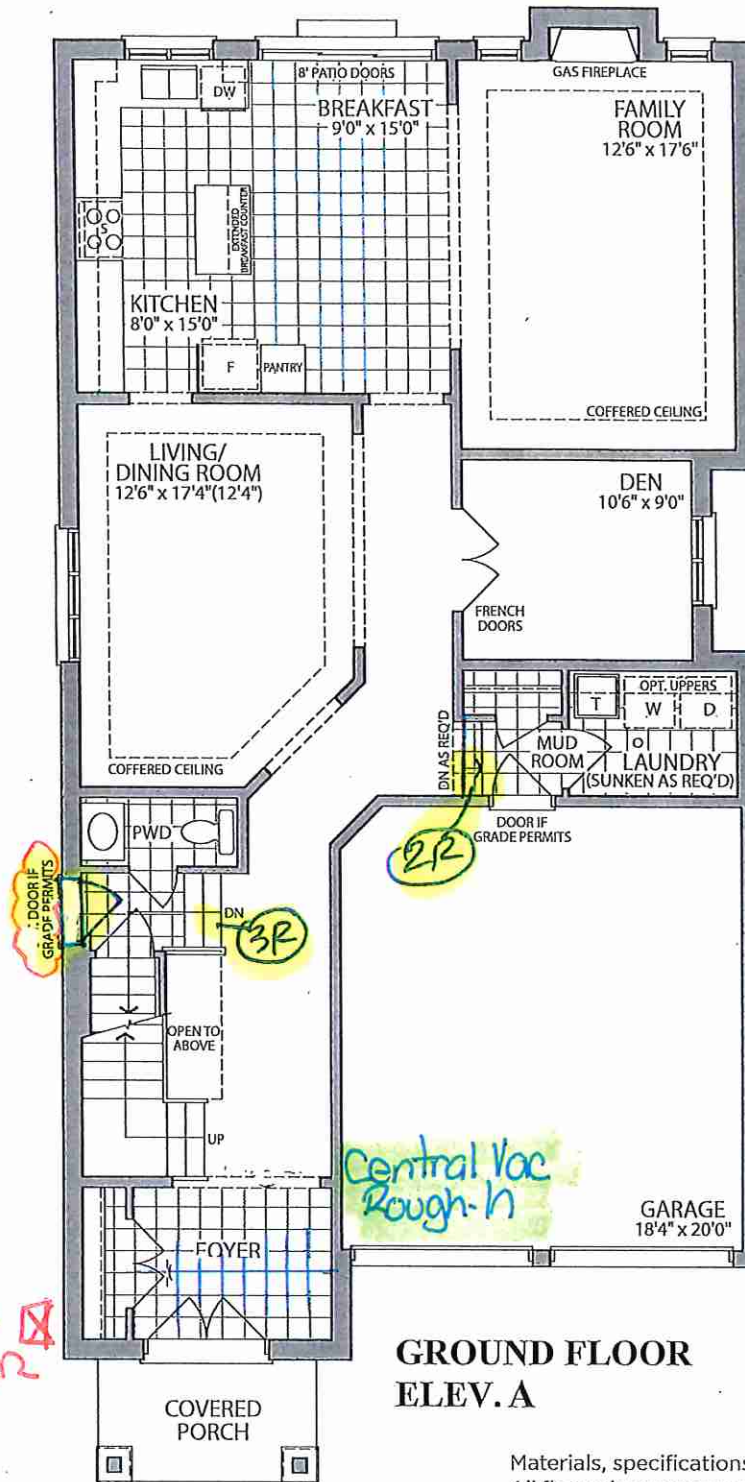 8' PATIO DOORS
GAS FIREPLACE
DW
BREAKFAST
9'0" x 15'0"
FAMILY
ROOM
12'6" x 17'6"
S
EXTENDED
BREAKFAST COUNTER
KITCHEN
8'0" x 15'0"
F
PANTRY
COFFERED CEILING
LIVING/
DINING ROOM
12'6" x 17'4"(12'4")
DEN
10'6" x 9'0"
FRENCH
DOORS
OPT. UPPERS
T
W
D
DN AS REQ'D
MUD
ROOM
LAUNDRY
(SUNKEN AS REQ'D)
COFFERED CEILING
DOOR IF
GRADE PERMITS
PWD
2R
DOOR IF
GRADE PERMITS
DN
3R
OPEN TO
ABOVE
UP
Central Vac
Rough-In
GARAGE
18'4" x 20'0"
FOYER
GROUND FLOOR
ELEV. A
COVERED
PORCH
Materials, specifications